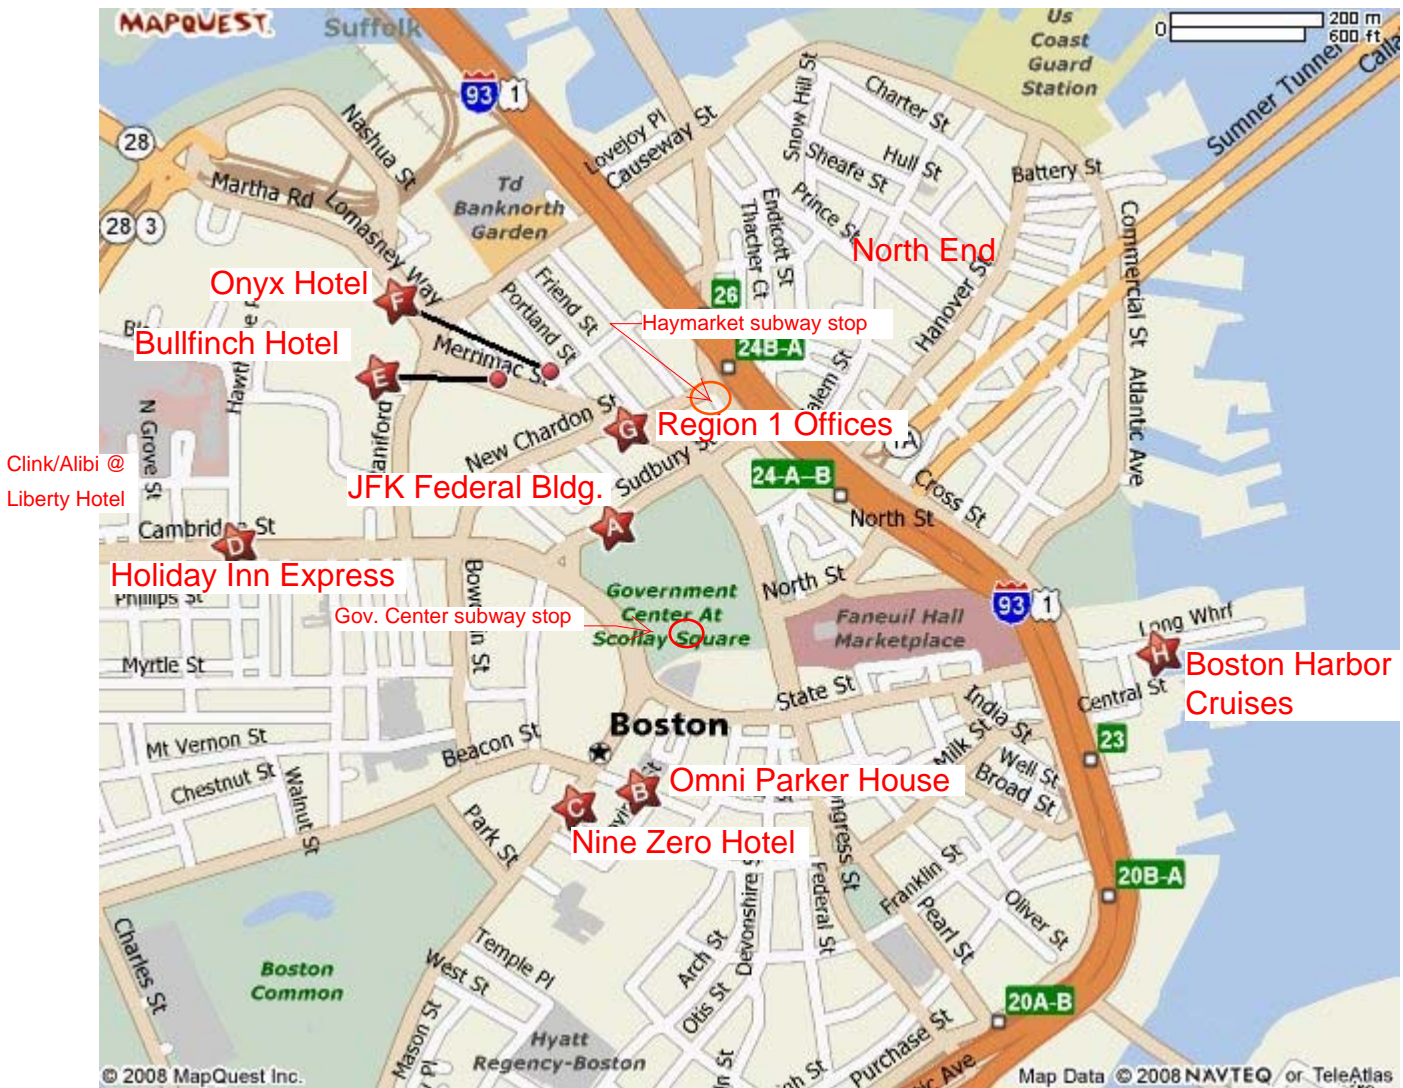 MAPQUEST.
Suffolk
Us
Coast
Guard
Station
0
200 m
600 ft
Sumner Tunnel
Calla
93
1
28
Nashua St
Lovejoy Pl
Causeway St
Snow Hill St
Charter St
Hull St
Sheafe St
Battery St
Martha Rd
Lomasney Way
Td
Banknorth
Garden
Prince St
Endicott St
Thacher Ct
28
3
North End
Commercial St
Onyx Hotel
F
Friend St
Portland St
26
Hanover St
Haymarket subway stop
Bullfinch Hotel
E
Merrimac St
24B-A
Salem St
Atlantic Ave
N Grove St
Staniford
New Chardon St
G
Region 1 Offices
1A
Clink/Alibi @
Liberty Hotel
JFK Federal Bldg.
Sudbury St
24-A-B
Cross St
A
North St
Cambridge St
D
Holiday Inn Express
Phillips St
Bowdoin St
Government
Center At
Scollay Square
North St
Faneuil Hall
Marketplace
93
1
Gov. Center subway stop
Long Whrf
H
Boston Harbor
Cruises
Myrtle St
State St
Central St
India St
Boston
Mt Vernon St
Beacon St
Milk St
Well St
Broad St
23
Chestnut St
Walnut St
B
Omni Parker House
C
Nine Zero Hotel
Park St
Congress St
Devonshire St
Federal St
Franklin St
20B-A
Pearl St
Oliver St
Charles St
Boston
Common
Temple Pl
West St
Arch St
Otis St
20A-B
Mason St
Hyatt
Regency-Boston
Purchase St
© 2008 MapQuest Inc.
Map Data © 2008 NAVTEQ or TeleAtlas